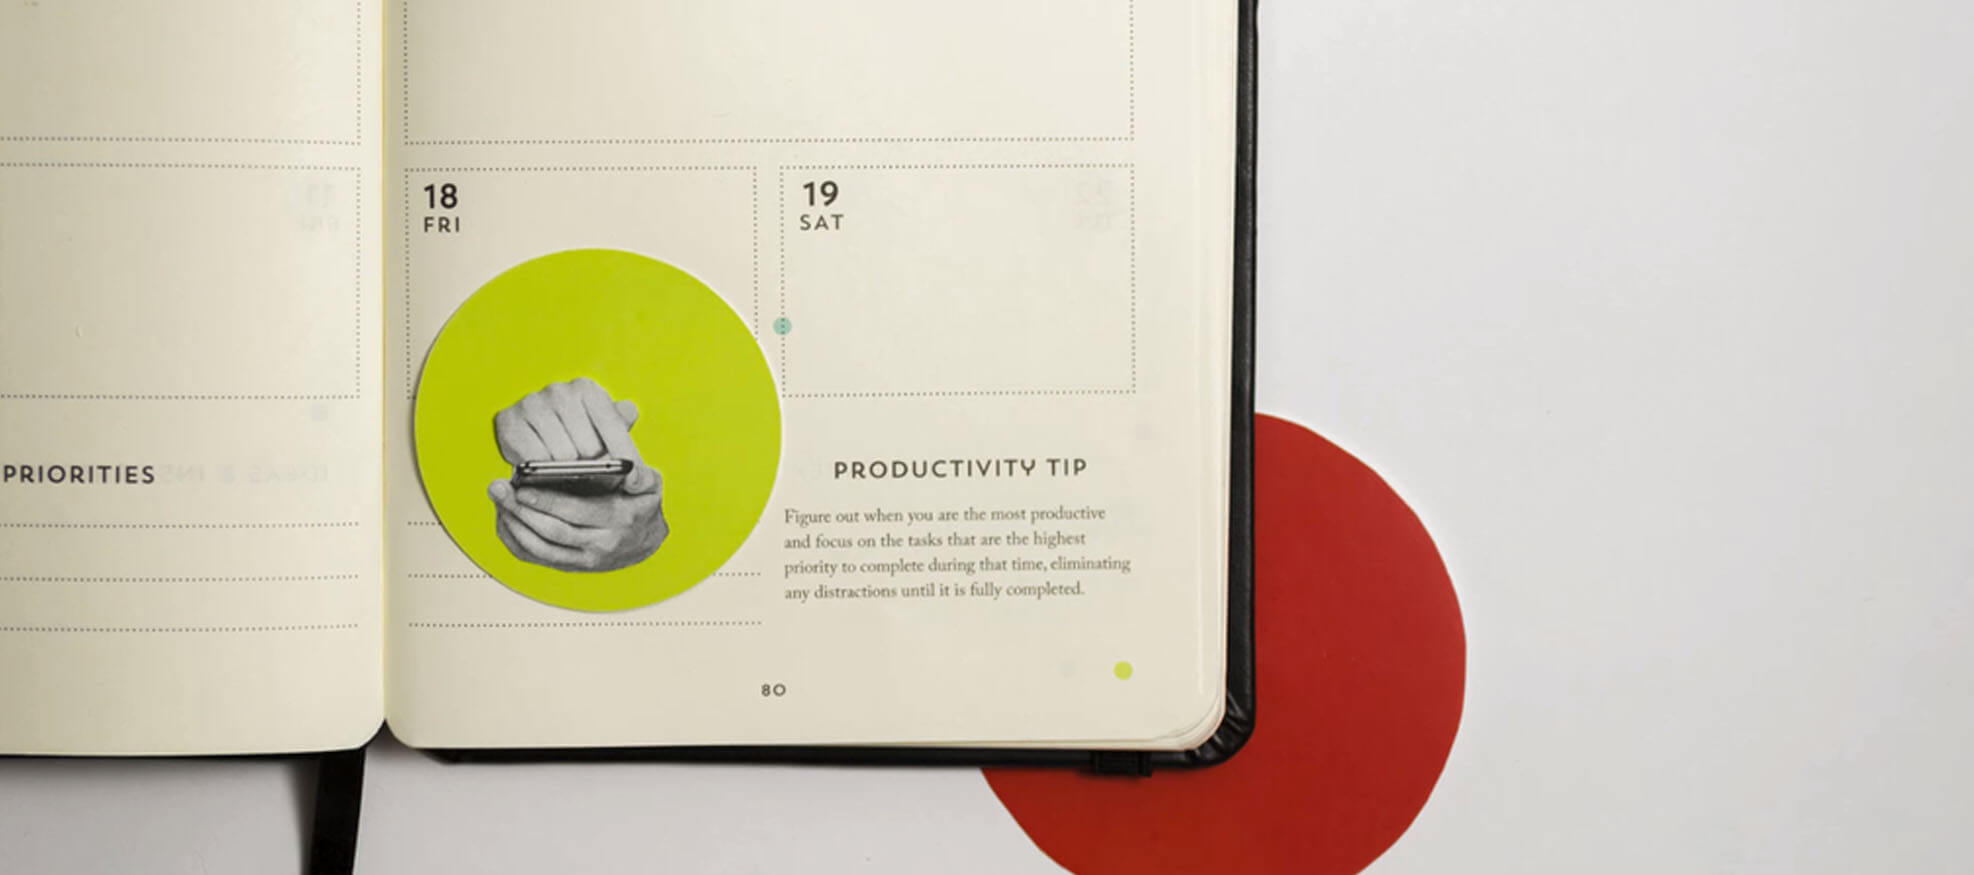 18
FRI
19
SAT
PRIORITIES
PRODUCTIVITY TIP
Figure out when you are the most productive
and focus on the tasks that are the highest
priority to complete during that time, eliminating
any distractions until it is fully completed.
80